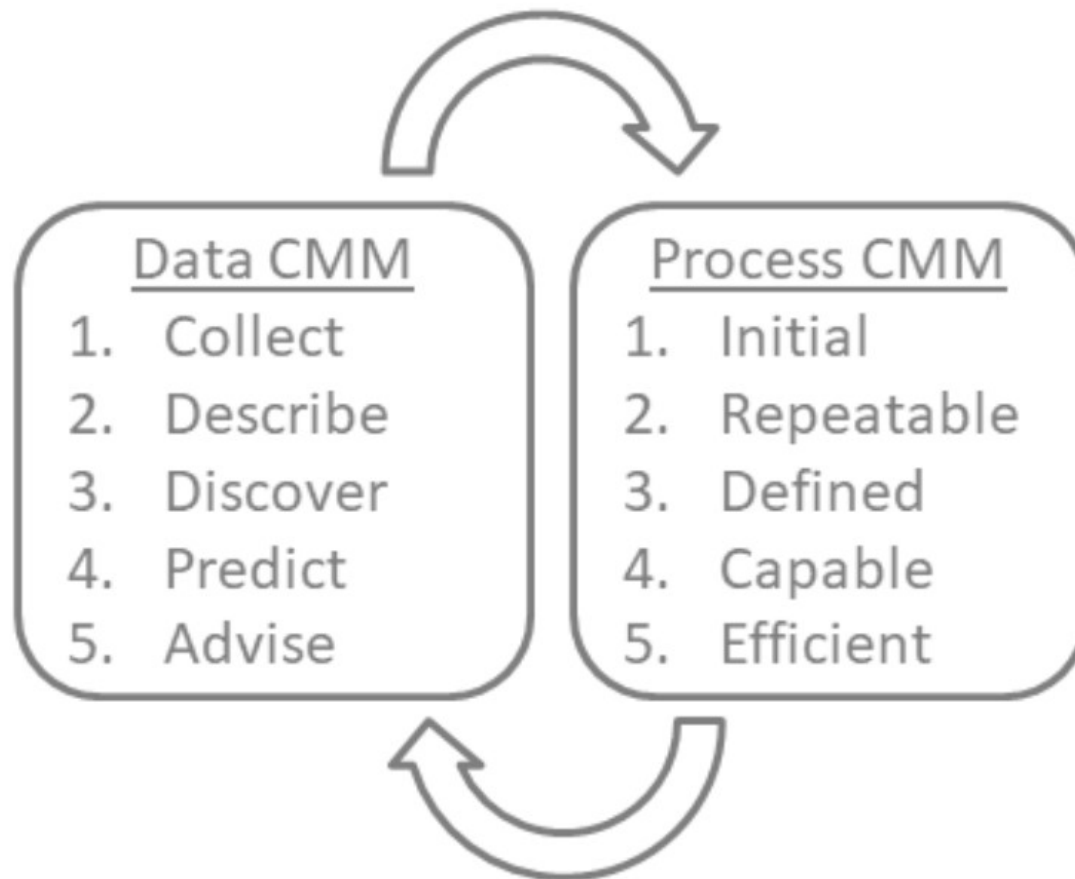 Data CMM
1. Collect
2. Describe
3. Discover
4. Predict
5. Advise
Process CMM
1. Initial
2. Repeatable
3. Defined
4. Capable
5. Efficient